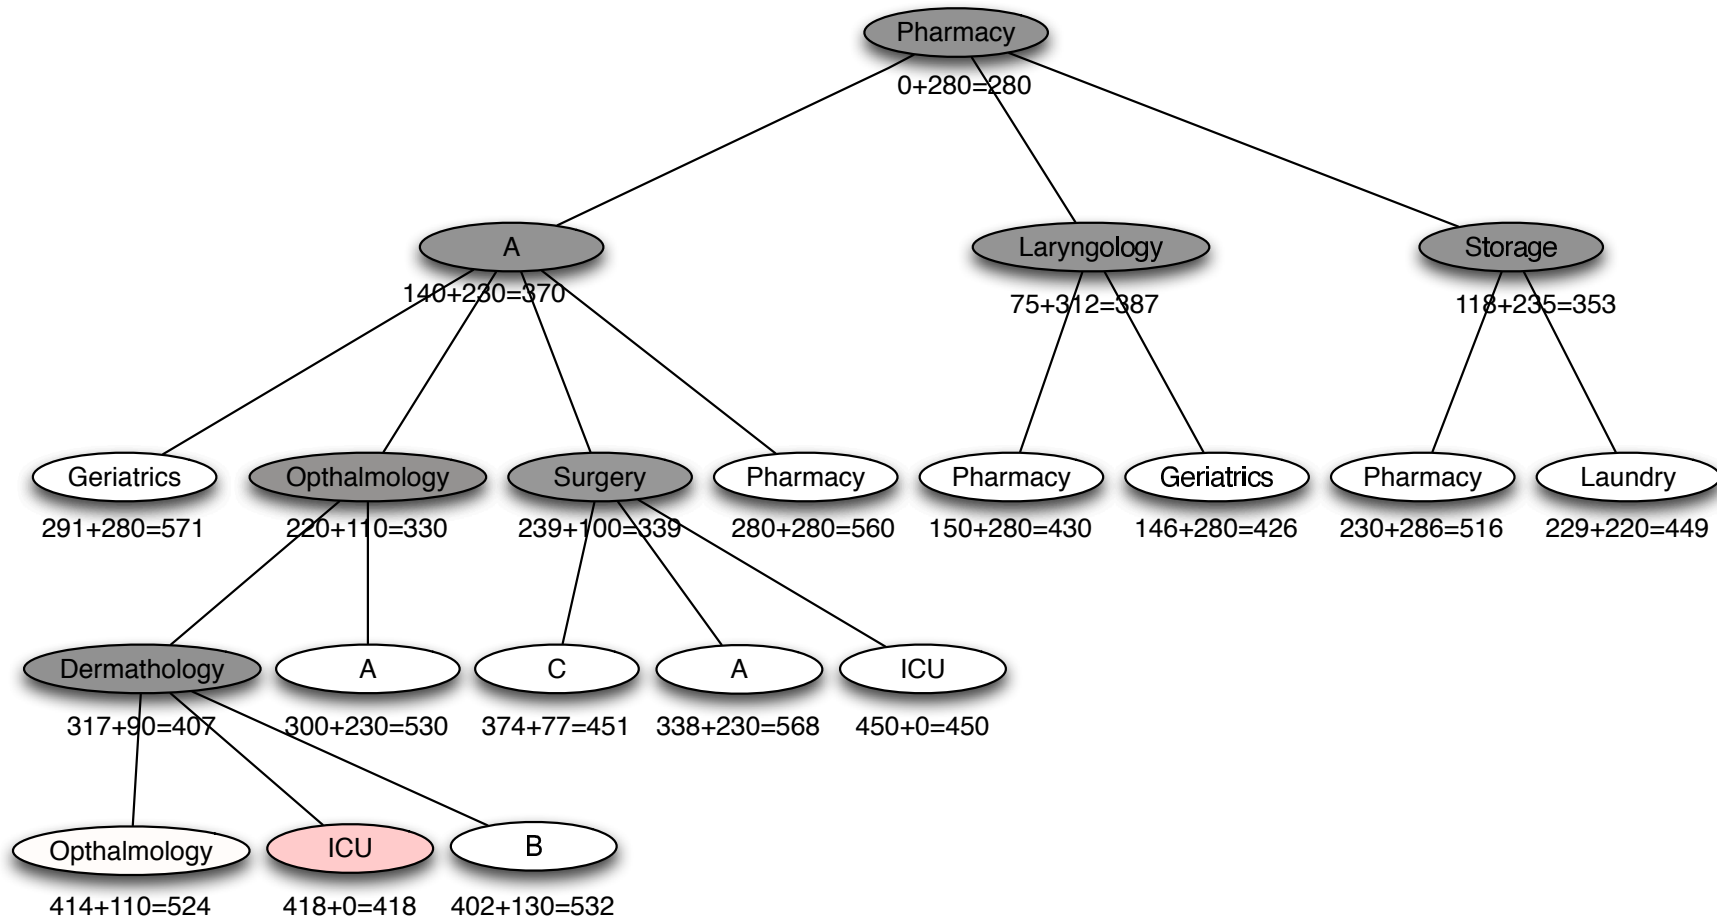 Pharmacy
0+280=280
A
Laryngology
Storage
140+230=370
75+312=387
118+235=353
Geriatrics
Opthalmology
Surgery
Pharmacy
Pharmacy
Geriatrics
Pharmacy
Laundry
291+280=571
220+110=330
239+100=339
280+280=560
150+280=430
146+280=426
230+286=516
229+220=449
Dermathology
A
C
A
ICU
317+90=407
300+230=530
374+77=451
338+230=568
450+0=450
Opthalmology
ICU
B
414+110=524
418+0=418
402+130=532